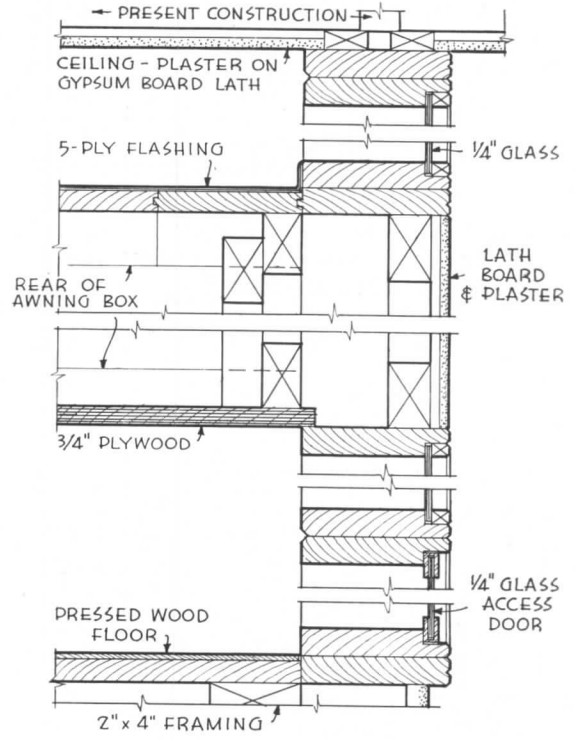 PRESENT CONSTRUCTION
CEILING - PLASTER ON
GYPSUM BOARD LATH
5-PLY FLASHING
1/4" GLASS
LATH
BOARD
& PLASTER
REAR OF
AWNING BOX
3/4" PLYWOOD
1/4" GLASS
ACCESS
DOOR
PRESSED WOOD
FLOOR
2"x 4" FRAMING